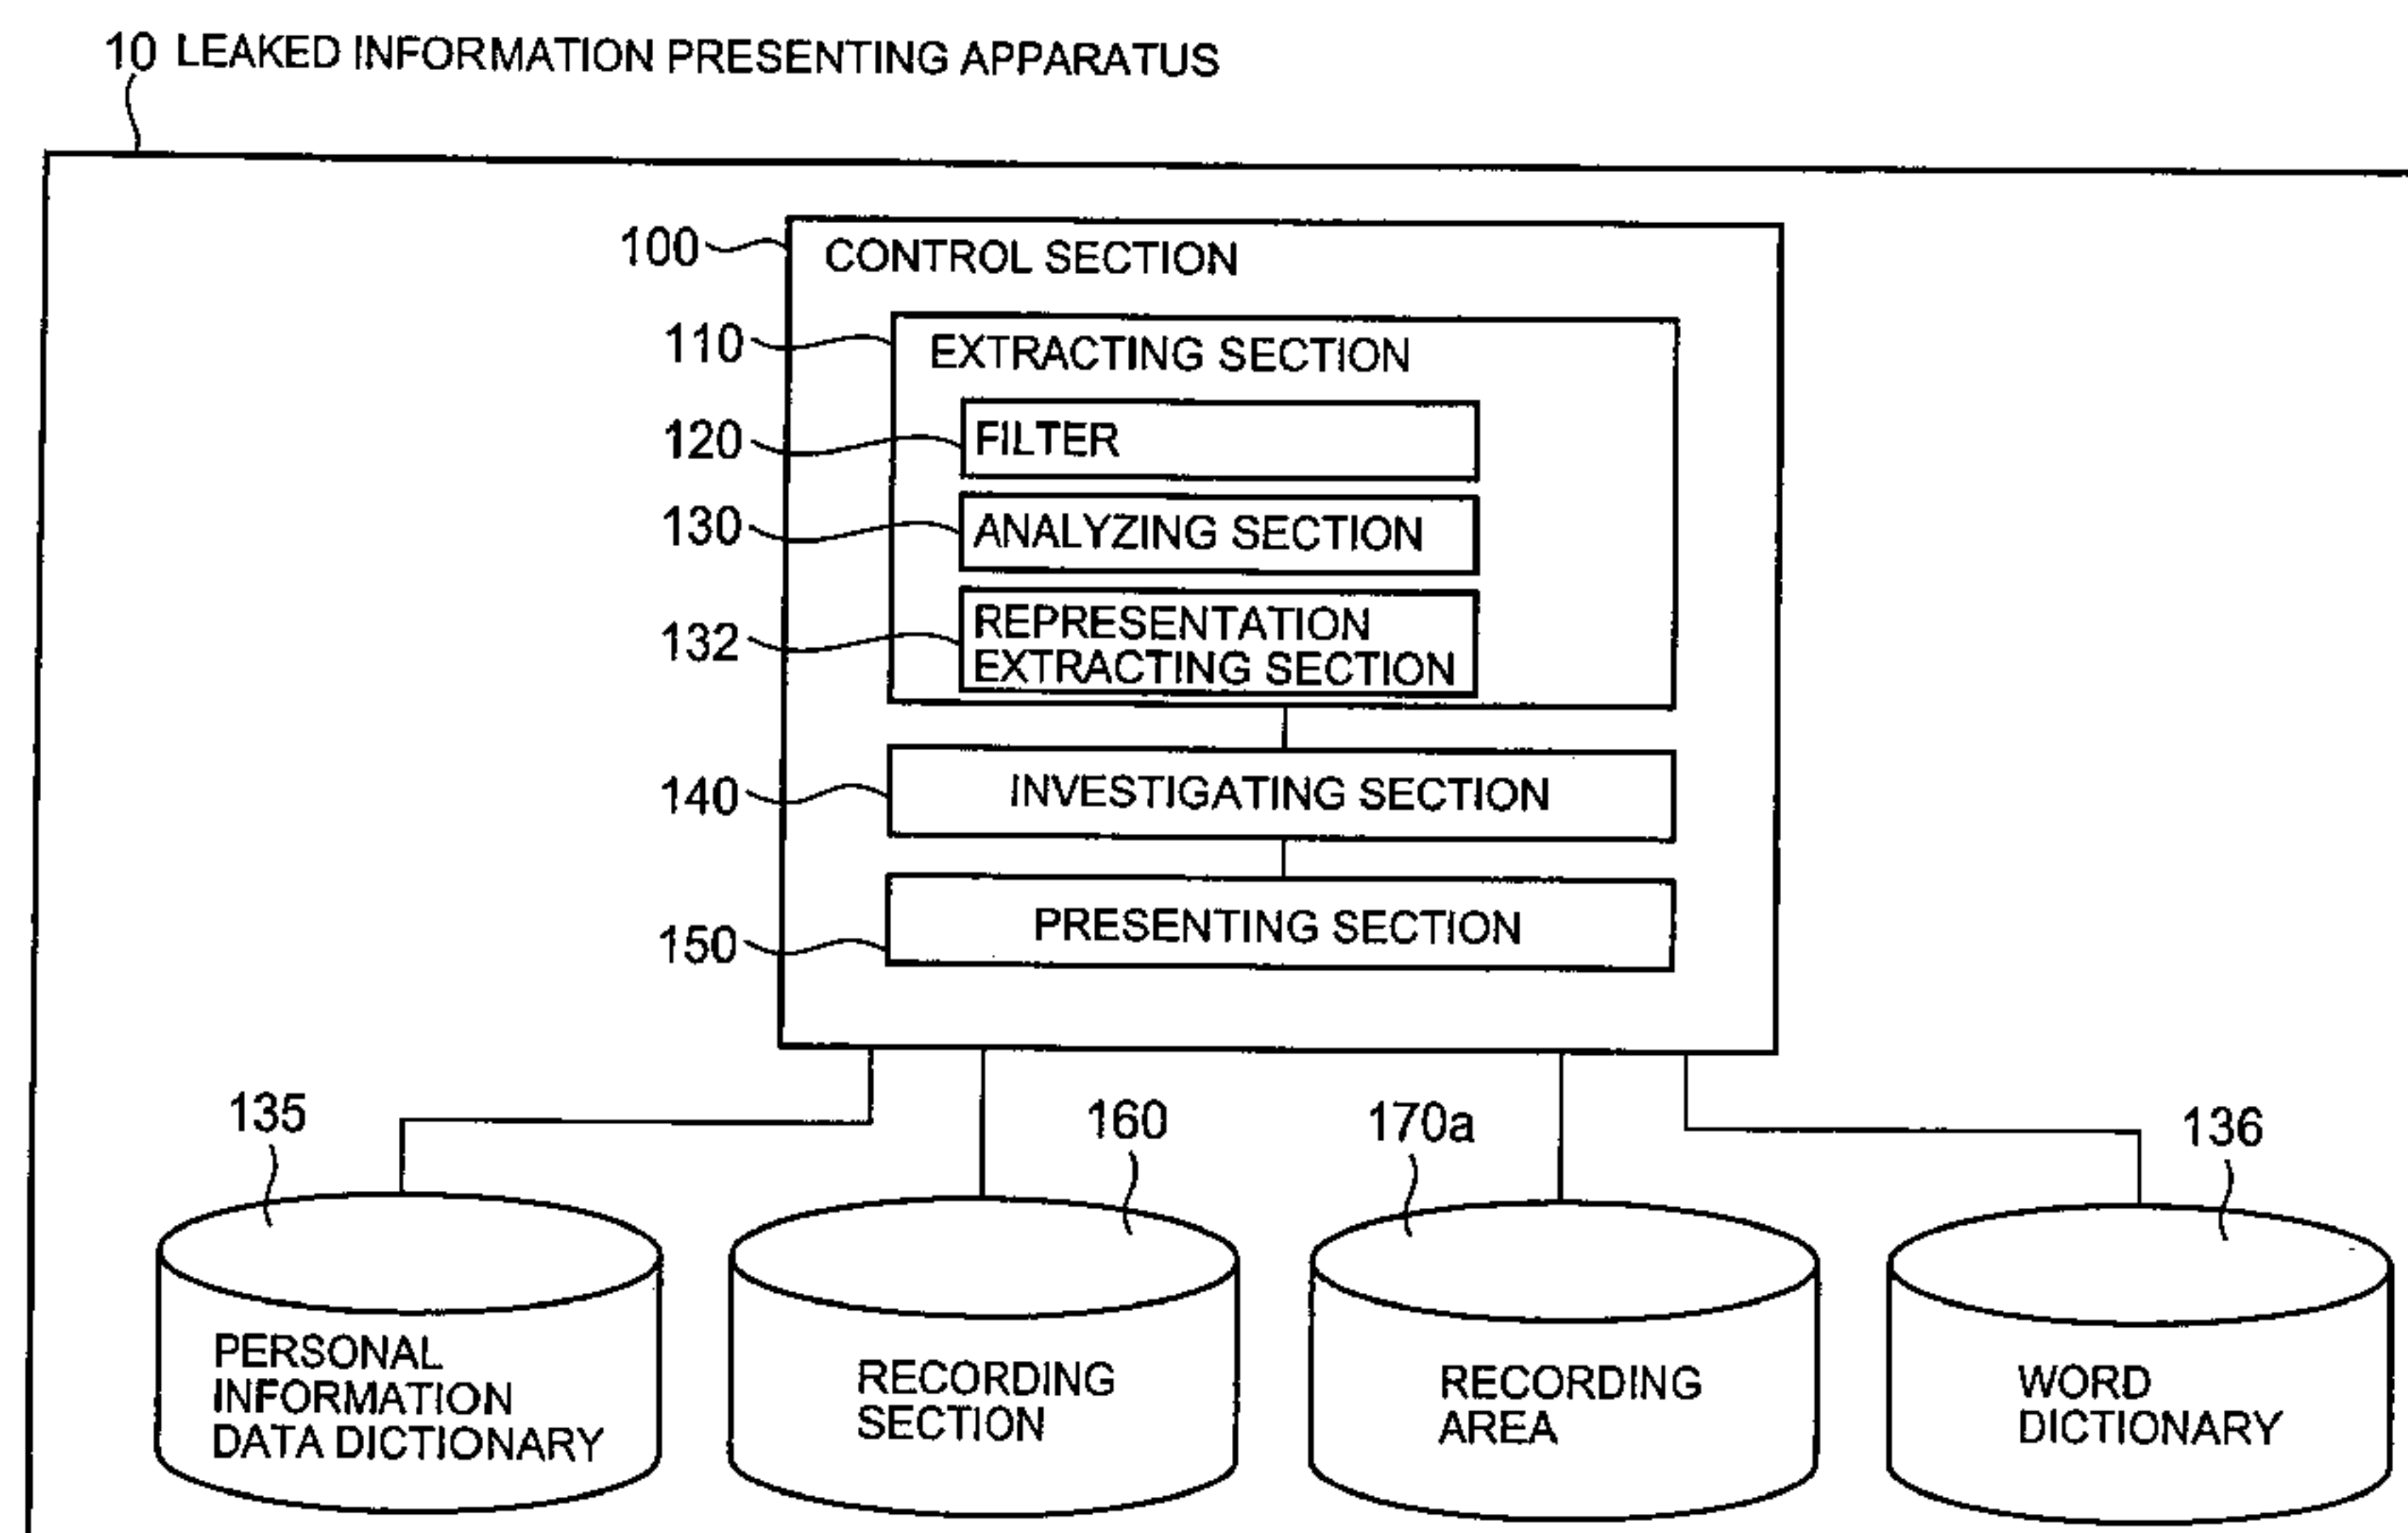 10 LEAKED INFORMATION PRESENTING APPARATUS
100 CONTROL SECTION
110 EXTRACTING SECTION
120 FILTER
130 ANALYZING SECTION
132 REPRESENTATION
EXTRACTING SECTION
140 INVESTIGATING SECTION
150 PRESENTING SECTION
135
PERSONAL
INFORMATION
DATA DICTIONARY
160
RECORDING
SECTION
170a
RECORDING
AREA
136
WORD
DICTIONARY